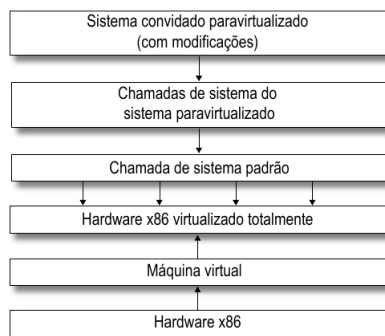 Sistema convidado paravirtualizado
(com modificações)
Chamadas de sistema do
sistema paravirtualizado
Chamada de sistema padrão
Hardware x86 virtualizado totalmente
Máquina virtual
Hardware x86